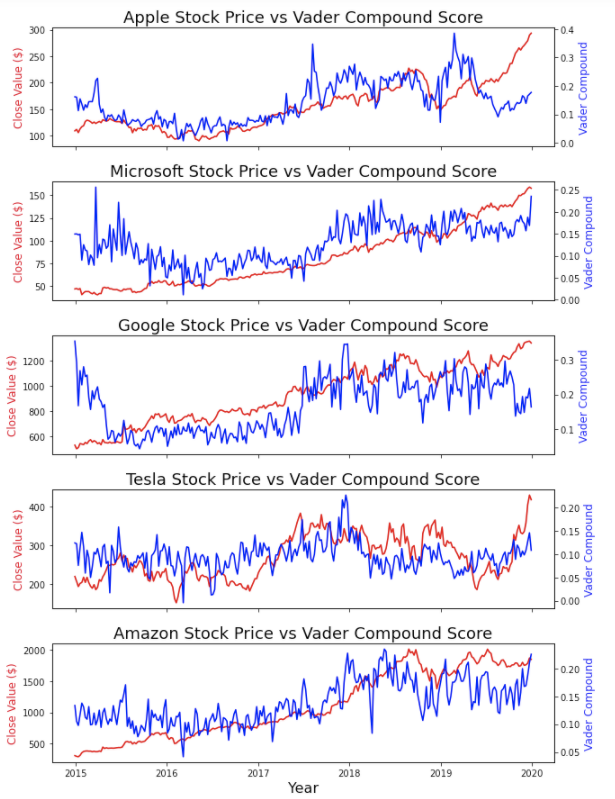 Apple Stock Price vs Vader Compound Score
300
250
200
150
100
Close Value ($)
0.4
0.3
0.2
0.1
0.0
Vader Compound
Microsoft Stock Price vs Vader Compound Score
150
125
100
75
50
Close Value ($)
0.25
0.20
0.15
0.10
0.05
0.00
Vader Compound
Google Stock Price vs Vader Compound Score
1200
1000
800
600
Close Value ($)
0.3
0.2
0.1
Vader Compound
Tesla Stock Price vs Vader Compound Score
400
300
200
Close Value ($)
0.20
0.15
0.10
0.05
0.00
Vader Compound
Amazon Stock Price vs Vader Compound Score
2000
1500
1000
500
Close Value ($)
0.20
0.15
0.10
0.05
Vader Compound
2015 2016 2017 2018 2019 2020
Year